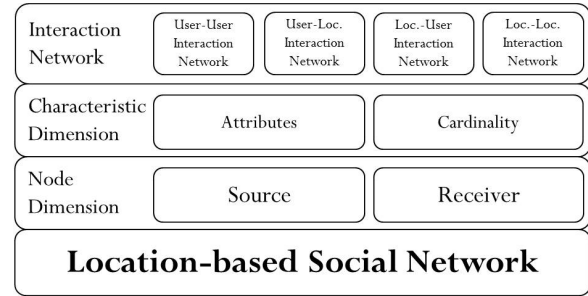 Interaction
Network
User-User
Interaction
Network
User-Loc.
Interaction
Network
Loc.-User
Interaction
Network
Loc.-Loc.
Interaction
Network
Characteristic
Dimension
Attributes
Cardinality
Node
Dimension
Source
Receiver
Location-based Social Network